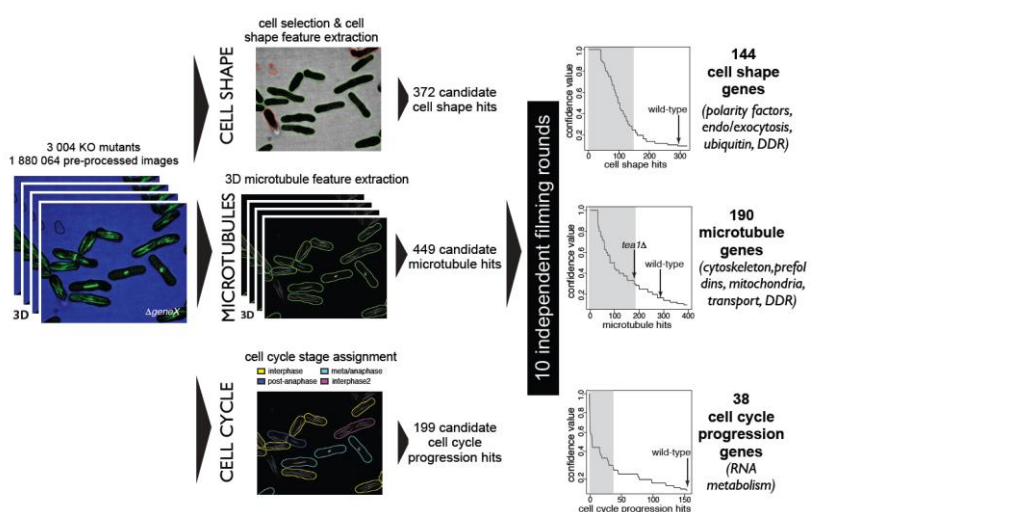 3 004 KO mutants
1 880 064 pre-processed images
3D
ΔgeneX
CELL SHAPE
cell selection & cell
shape feature extraction
372 candidate
cell shape hits
MICROTUBULES
3D microtubule feature extraction
3D
449 candidate
microtubule hits
CELL CYCLE
cell cycle stage assignment
interphase
meta/anaphase
post-anaphase
interphase2
199 candidate
cell cycle
progression hits
10 independent filming rounds
confidence value
1.0
0.8
0.6
0.4
0.2
wild-type
0 100 200 300
cell shape hits
144
cell shape
genes
(polarity factors,
endo/exocytosis,
ubiquitin, DDR)
confidence value
1.0
0.8
0.6
0.4
0.2
tea1Δ
wild-type
0 100 200 300 400
microtubule hits
190
microtubule
genes
(cytoskeleton,prefol
dins, mitochondria,
transport, DDR)
confidence value
1.0
0.8
0.6
0.4
0.2
wild-type
0 50 100 150
cell cycle progression hits
38
cell cycle
progression
genes
(RNA
metabolism)